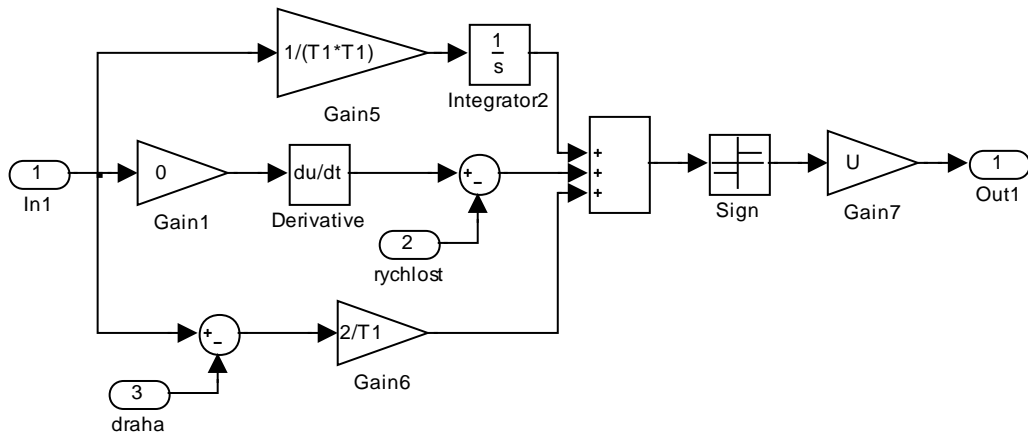 1/(T1*T1)
Gain5
1
s
Integrator2
1
In1
0
Gain1
du/dt
Derivative
+
-
2
rychlost
+
+
+
Sign
U
Gain7
1
Out1
+
-
3
draha
2/T1
Gain6